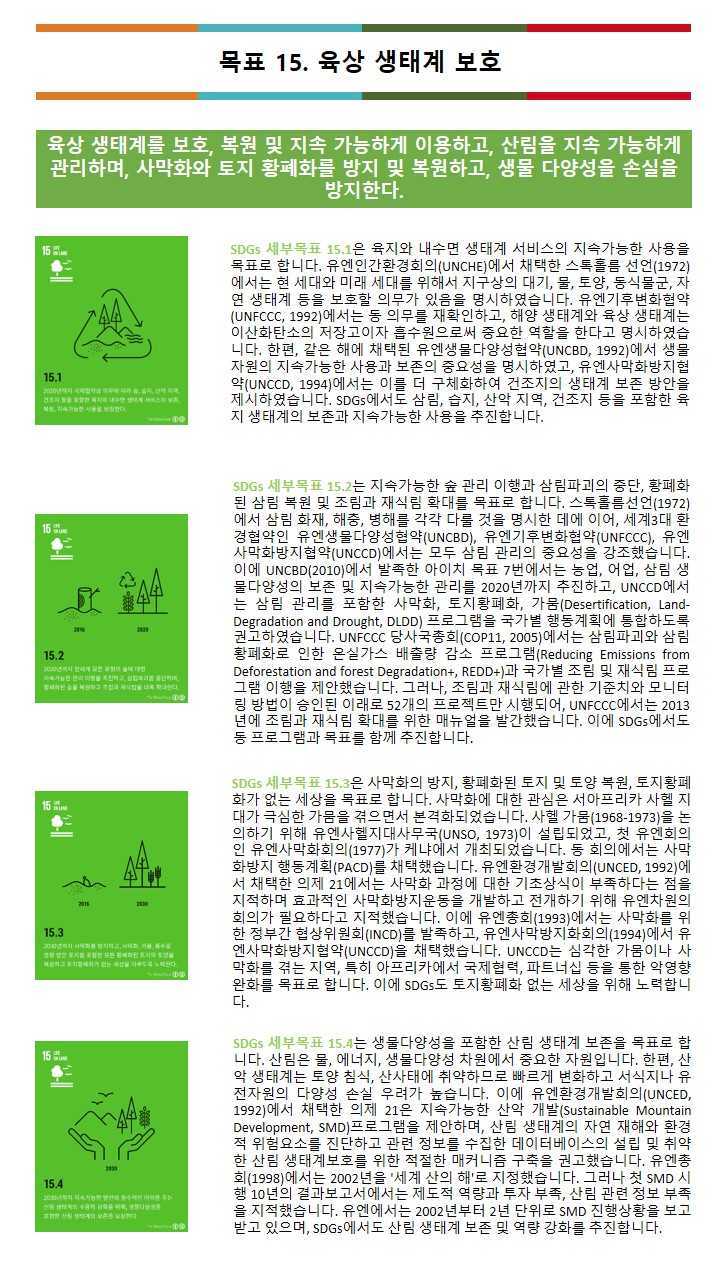 목표 15. 육상 생태계 보호
육상 생태계를 보호, 복원 및 지속 가능하게 이용하고, 산림을 지속 가능하게
관리하며, 사막화와 토지 황폐화를 방지 및 복원하고, 생물 다양성을 손실을
방지한다.
15 LIFE
ON LAND
15.1
2020년까지 국제협약상 의무에 따라 숲, 습지, 산악 지역,
건조지 등을 포함한 육지와 내수면 생태계 서비스의 보존,
복원, 지속가능한 사용을 보장한다.
SDGs 세부목표 15.1은 육지와 내수면 생태계 서비스의 지속가능한 사용을
목표로 합니다. 유엔인간환경회의(UNCHE)에서 채택한 스톡홀름 선언(1972)
에서는 현 세대와 미래 세대를 위해서 지구상의 대기, 물, 토양, 동식물군, 자
연 생태계 등을 보호할 의무가 있음을 명시하였습니다. 유엔기후변화협약
(UNFCCC, 1992)에서는 동 의무를 재확인하고, 해양 생태계와 육상 생태계는
이산화탄소의 저장고이자 흡수원으로써 중요한 역할을 한다고 명시하였습
니다. 한편, 같은 해에 채택된 유엔생물다양성협약(UNCBD, 1992)에서 생물
자원의 지속가능한 사용과 보존의 중요성을 명시하였고, 유엔사막화방지협
약(UNCCD, 1994)에서는 이를 더 구체화하여 건조지의 생태계 보존 방안을
제시하였습니다. SDGs에서도 삼림, 습지, 산악 지역, 건조지 등을 포함한 육
지 생태계의 보존과 지속가능한 사용을 추진합니다.
15 LIFE
ON LAND
2016 2020
15.2
2020년까지 전세계 모든 유형의 숲에 대한
지속가능한 관리 이행을 촉진하고, 삼림파괴를 중단하며,
황폐화된 숲을 복원하고 조림과 재식림을 대폭 확대한다.
SDGs 세부목표 15.2는 지속가능한 숲 관리 이행과 삼림파괴의 중단, 황폐화
된 삼림 복원 및 조림과 재식림 확대를 목표로 합니다. 스톡홀름선언(1972)
에서 삼림 화재, 해충, 병해를 각각 다룰 것을 명시한 데에 이어, 세계3대 환
경협약인 유엔생물다양성협약(UNCBD), 유엔기후변화협약(UNFCCC), 유엔
사막화방지협약(UNCCD)에서는 모두 삼림 관리의 중요성을 강조했습니다.
이에 UNCBD(2010)에서 발족한 아이치 목표 7번에서는 농업, 어업, 삼림 생
물다양성의 보존 및 지속가능한 관리를 2020년까지 추진하고, UNCCD에서
는 삼림 관리를 포함한 사막화, 토지황폐화, 가뭄(Desertification, Land-
Degradation and Drought, DLDD) 프로그램을 국가별 행동계획에 통합하도록
권고하였습니다. UNFCCC 당사국총회(COP11, 2005)에서는 삼림파괴와 삼림
황폐화로 인한 온실가스 배출량 감소 프로그램(Reducing Emissions from
Deforestation and forest Degradation+, REDD+)과 국가별 조림 및 재식림 프로
그램 이행을 제안했습니다. 그러나, 조림과 재식림에 관한 기준치와 모니터
링 방법이 승인된 이래로 52개의 프로젝트만 시행되어, UNFCCC에서는 2013
년에 조림과 재식림 확대를 위한 매뉴얼을 발간했습니다. 이에 SDGs에서도
동 프로그램과 목표를 함께 추진합니다.
15 LIFE
ON LAND
2016 2030
15.3
2030년까지 사막화를 방지하고, 사막화, 가뭄, 홍수로
영향 받은 토지를 포함한 모든 황폐화된 토지와 토양을
복원하고 토지황폐화가 없는 세상을 이루도록 노력한다.
SDGs 세부목표 15.3은 사막화의 방지, 황폐화된 토지 및 토양 복원, 토지황폐
화가 없는 세상을 목표로 합니다. 사막화에 대한 관심은 서아프리카 사헬 지
대가 극심한 가뭄을 겪으면서 본격화되었습니다. 사헬 가뭄(1968-1973)을 논
의하기 위해 유엔사헬지대사무국(UNSO, 1973)이 설립되었고, 첫 유엔회의
인 유엔사막화회의(1977)가 케냐에서 개최되었습니다. 동 회의에서는 사막
화방지 행동계획(PACD)를 채택했습니다. 유엔환경개발회의(UNCED, 1992)에
서 채택한 의제 21에서는 사막화 과정에 대한 기초상식이 부족하다는 점을
지적하며 효과적인 사막화방지운동을 개발하고 전개하기 위해 유엔차원의
회의가 필요하다고 지적했습니다. 이에 유엔총회(1993)에서는 사막화를 위
한 정부간 협상위원회(INCD)를 발족하고, 유엔사막방지화회의(1994)에서 유
엔사막화방지협약(UNCCD)을 채택했습니다. UNCCD는 심각한 가뭄이나 사
막화를 겪는 지역, 특히 아프리카에서 국제협력, 파트너십 등을 통한 악영향
완화를 목표로 합니다. 이에 SDGs도 토지황폐화 없는 세상을 위해 노력합니
다.
15 LIFE
ON LAND
2030
15.4
2030년까지 지속가능한 발전에 필수적인 이익을 주는
산림 생태계의 수용력 강화를 위해, 생물다양성을
포함한 산림 생태계의 보존을 보장한다.
SDGs 세부목표 15.4는 생물다양성을 포함한 산림 생태계 보존을 목표로 합
니다. 산림은 물, 에너지, 생물다양성 차원에서 중요한 자원입니다. 한편, 산
악 생태계는 토양 침식, 산사태에 취약하므로 빠르게 변화하고 서식지나 유
전자원의 다양성 손실 우려가 높습니다. 이에 유엔환경개발회의(UNCED,
1992)에서 채택한 의제 21은 지속가능한 산악 개발(Sustainable Mountain
Development, SMD)프로그램을 제안하며, 산림 생태계의 자연 재해와 환경
적 위험요소를 진단하고 관련 정보를 수집한 데이터베이스의 설립 및 취약
한 산림 생태계보호를 위한 적절한 매커니즘 구축을 권고했습니다. 유엔총
회(1998)에서는 2002년을 '세계 산의 해'로 지정했습니다. 그러나 첫 SMD 시
행 10년의 결과보고서에서는 제도적 역량과 투자 부족, 산림 관련 정보 부족
을 지적했습니다. 유엔에서는 2002년부터 2년 단위로 SMD 진행상황을 보고
받고 있으며, SDGs에서도 산림 생태계 보존 및 역량 강화를 추진합니다.